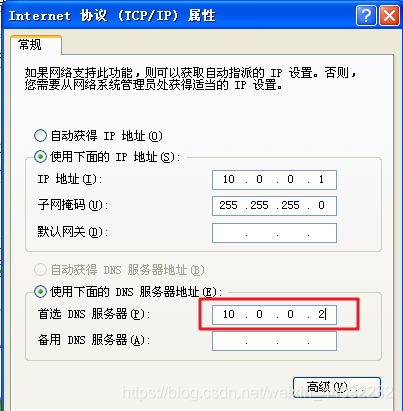 Internet 协议 (TCP/IP) 属性
常规
如果网络支持此功能，则可以获取自动指派的 IP 设置。否则，
您需要从网络系统管理员处获得适当的 IP 设置。
自动获得 IP 地址(O)
使用下面的 IP 地址(S):
IP 地址(I): 10 . 0 . 0 . 1
子网掩码(U): 255 .255 .255 . 0
默认网关(D): . . .
自动获得 DNS 服务器地址(B)
使用下面的 DNS 服务器地址(E):
首选 DNS 服务器(P): 10 . 0 . 0 . 2
备用 DNS 服务器(A): . . .
高级(V)...